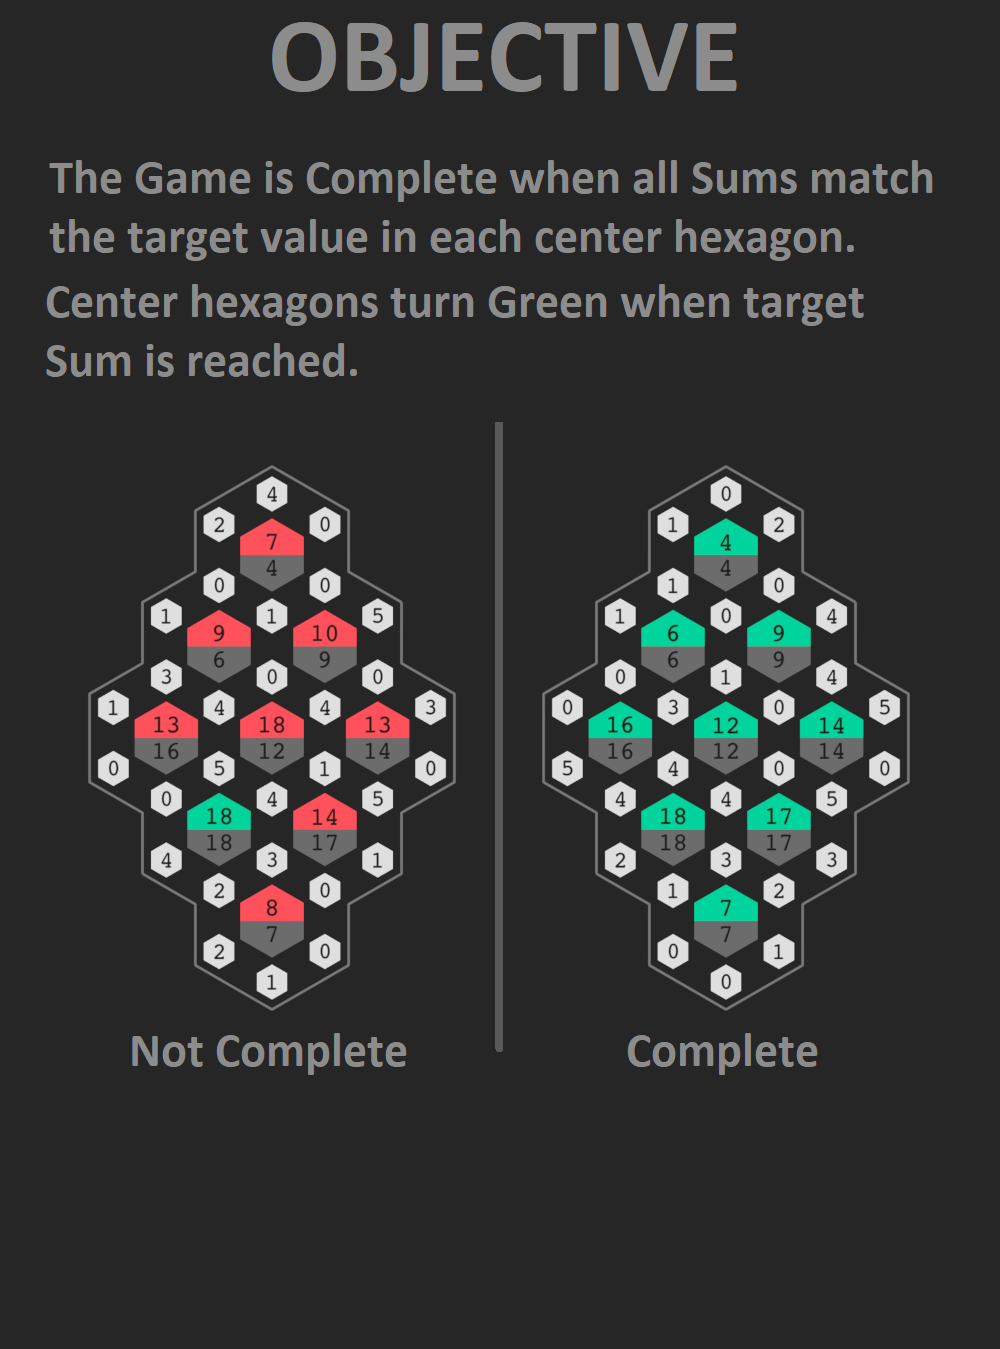 OBJECTIVE
The Game is Complete when all Sums match
the target value in each center hexagon.
Center hexagons turn Green when target
Sum is reached.
4
2 0
7
4
0 0
1 1 5
9 10
6 9
3 0 0
1 4 4 3
13 18 13
16 12 14
0 5 1 0
0 4 5
18 14
18 17
4 3 1
2 0
8
7
2 0
1
Not Complete
0
1 2
4
4
1 0
1 0 4
6 9
6 9
0 1 4
0 3 0 5
16 12 14
16 12 14
5 4 0 0
4 4 5
18 17
18 17
2 3 3
1 2
7
7
0 1
0
Complete